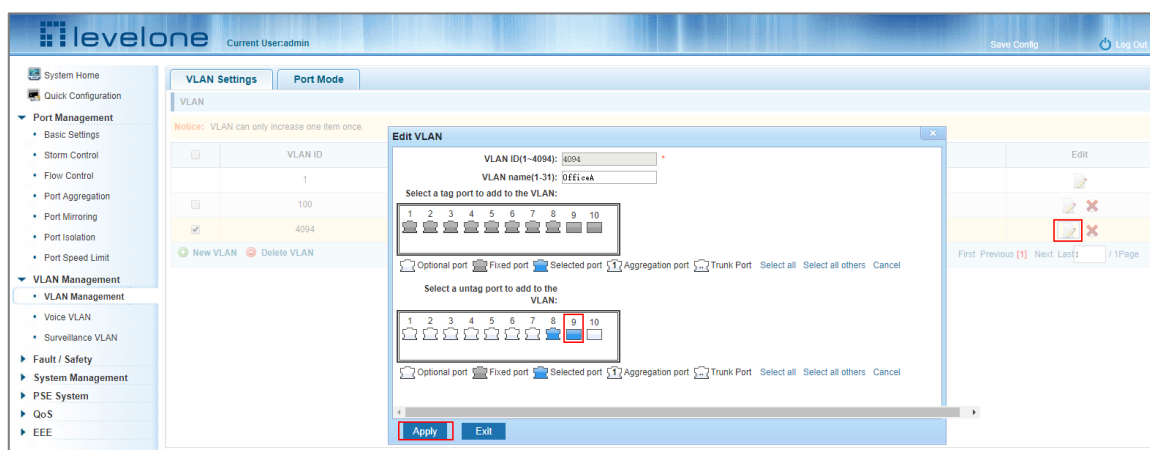 levelone
Current User:admin
Save Config
Log Out
System Home
Quick Configuration
Port Management
Basic Settings
Storm Control
Flow Control
Port Aggregation
Port Mirroring
Port Isolation
Port Speed Limit
VLAN Management
VLAN Management
Voice VLAN
Surveillance VLAN
Fault / Safety
System Management
PSE System
QoS
EEE
VLAN Settings
Port Mode
VLAN
Notice: VLAN can only increase one item once.
VLAN ID
Edit
1
100
4094
New VLAN Delete VLAN
First Previous [1] Next Last 1 / 1Page
Edit VLAN
VLAN ID(1~4094): 4094 *
VLAN name(1-31): OfficeA
Select a tag port to add to the VLAN:
1 2 3 4 5 6 7 8 9 10
Optional port Fixed port Selected port 1 Aggregation port .. Trunk Port Select all Select all others Cancel
Select a untag port to add to the
VLAN:
1 2 3 4 5 6 7 8 9 10
Optional port Fixed port Selected port 1 Aggregation port .. Trunk Port Select all Select all others Cancel
Apply Exit